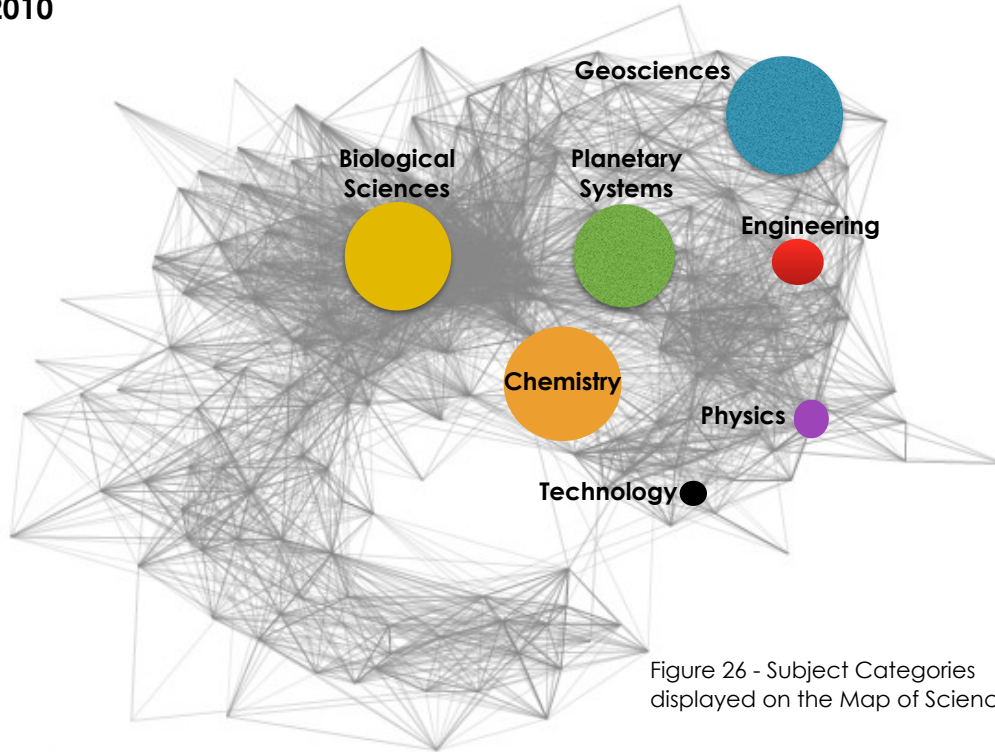 2010
Geosciences
Biological
Sciences
Planetary
Systems
Engineering
Chemistry
Physics
Technology
Figure 26 - Subject Categories
displayed on the Map of Scienc